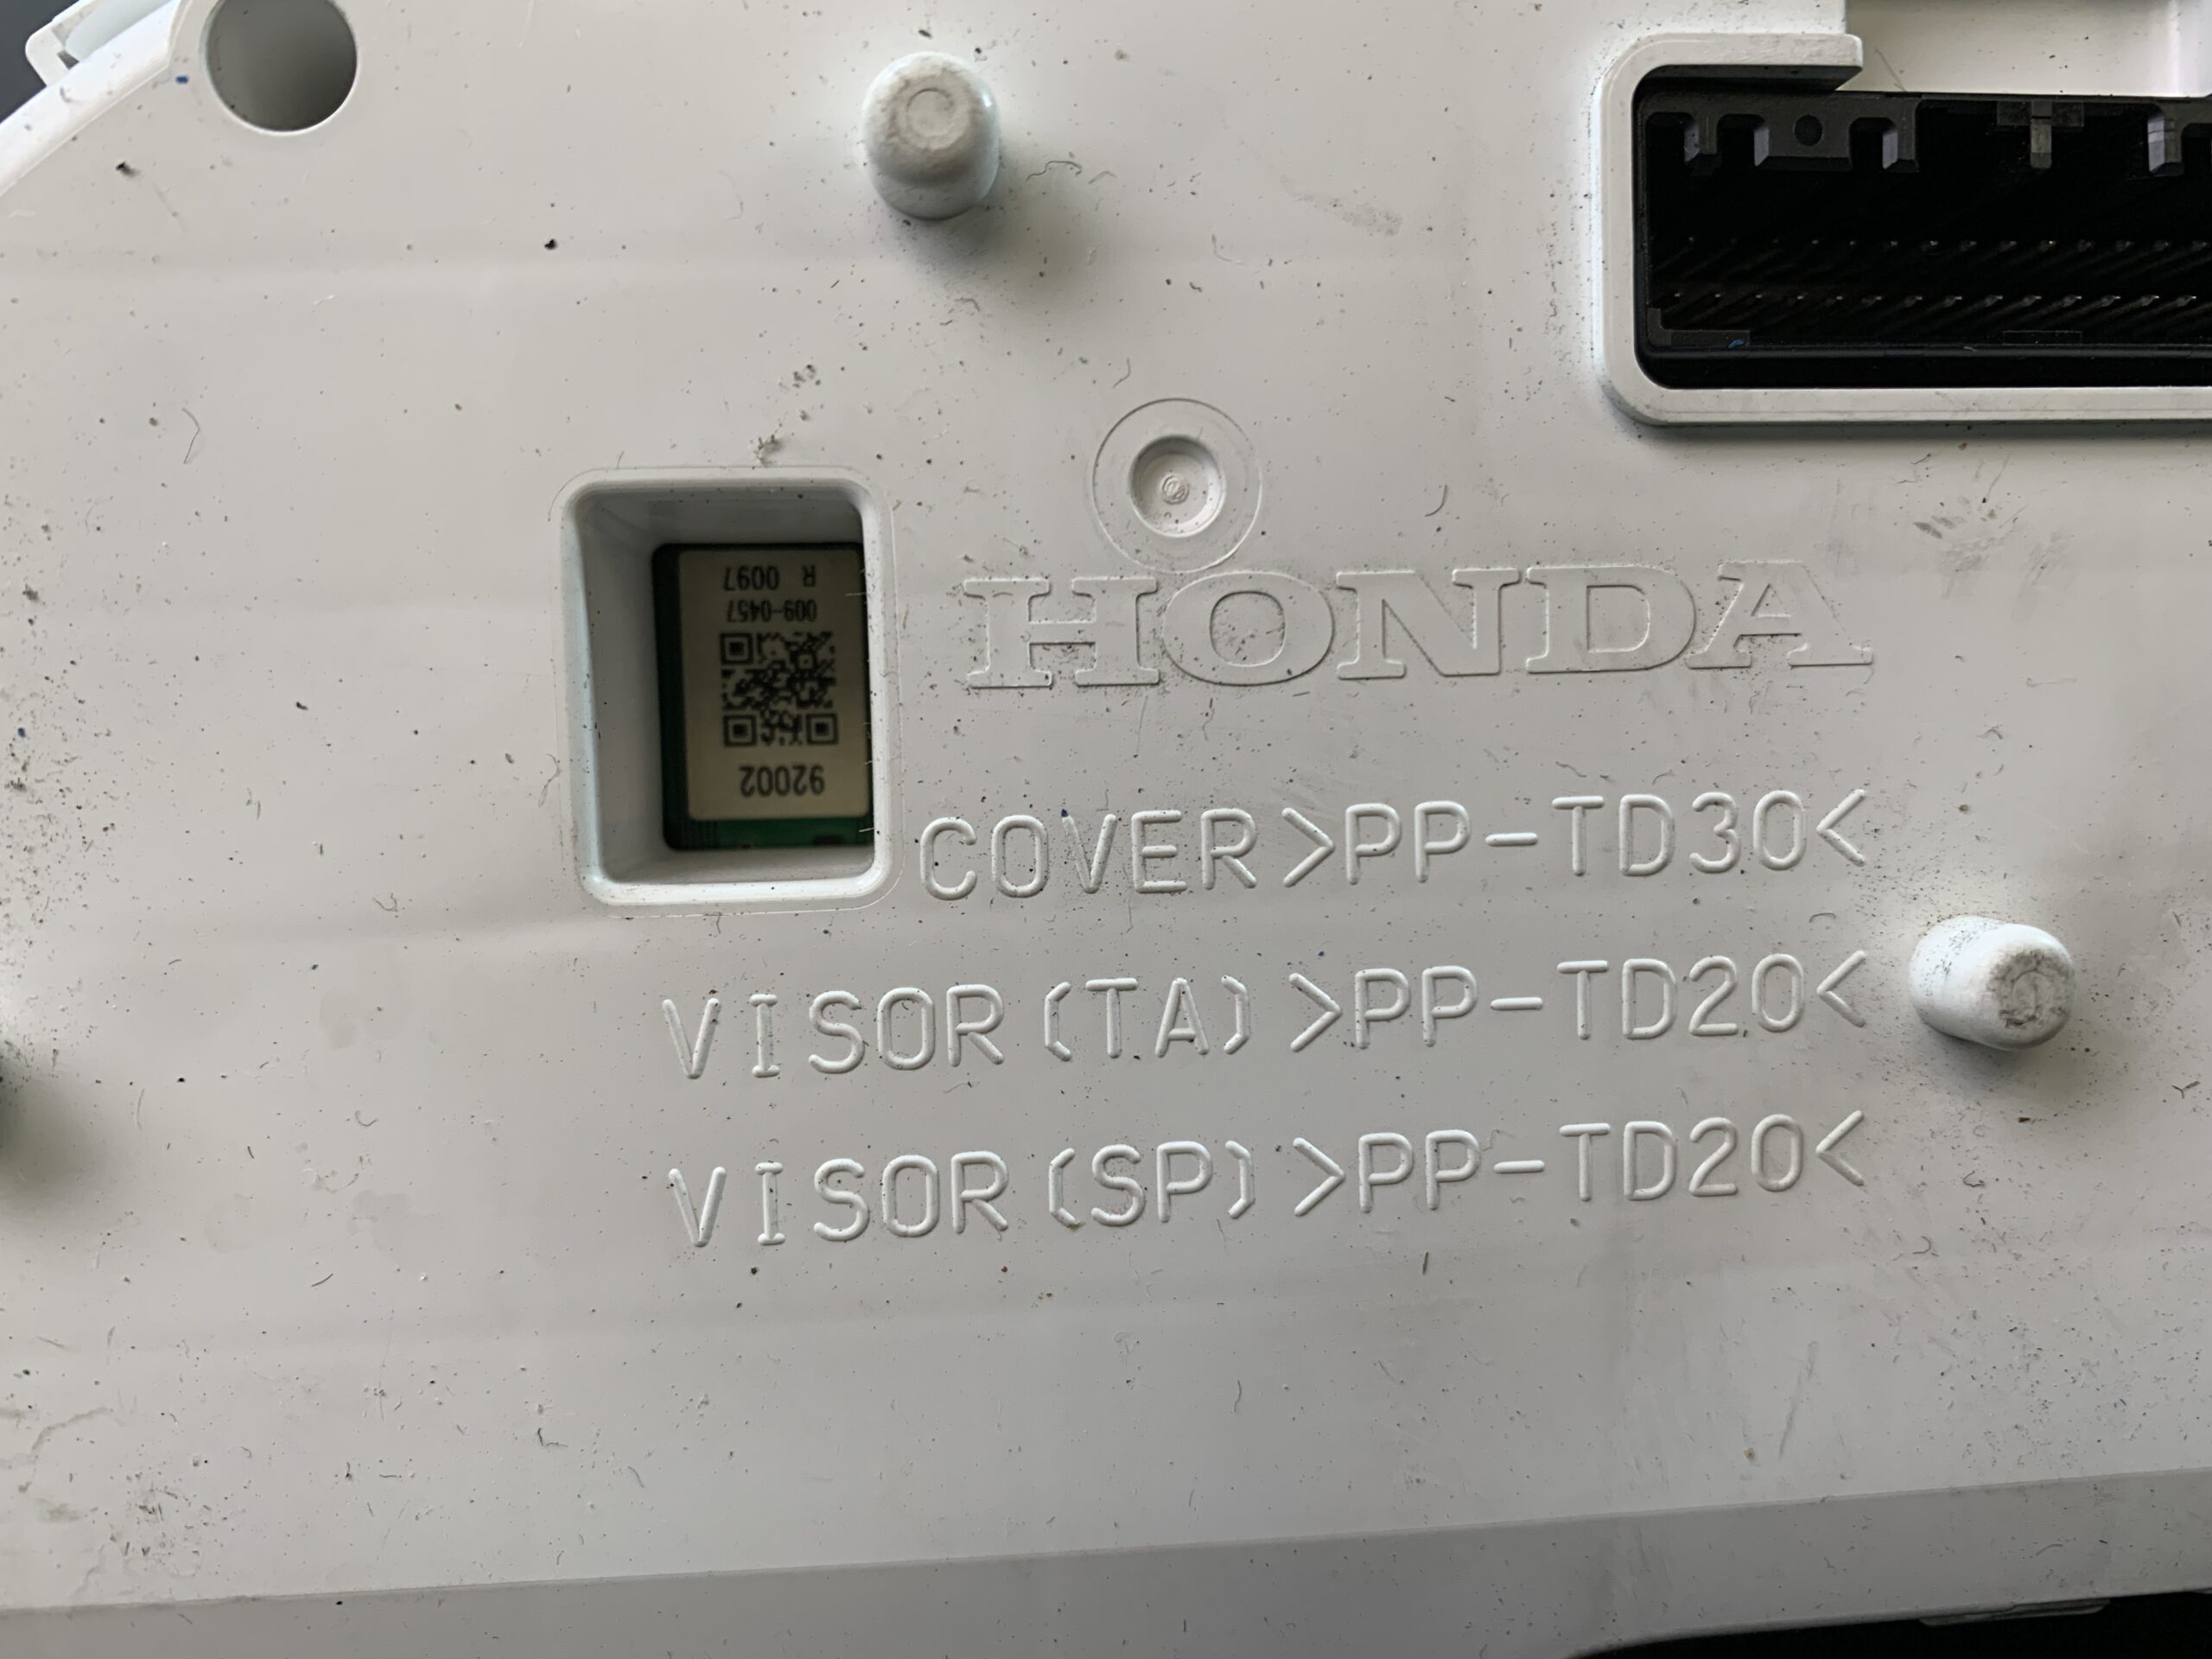 R 0097
009-0457
92002
HONDA
COVER>PP-TD30<
VISOR(TA)>PP-TD20<
VISOR(SP)>PP-TD20<